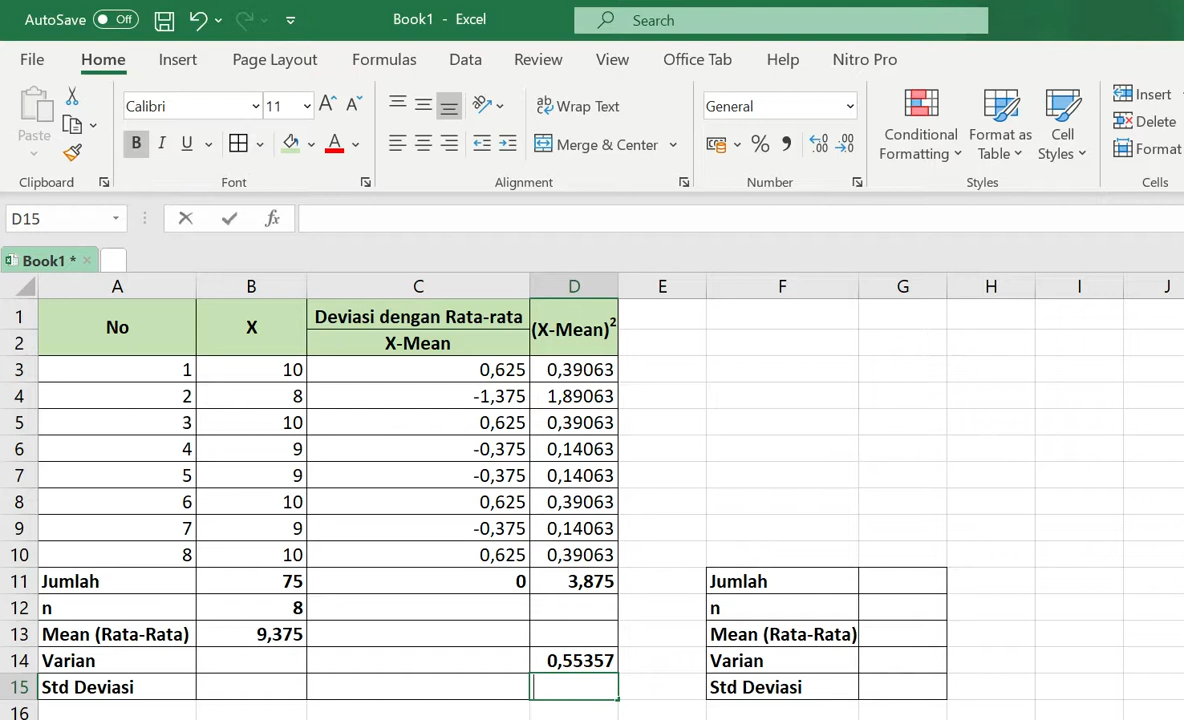 AutoSave Off Book1 - Excel Search
File Home Insert Page Layout Formulas Data Review View Office Tab Help Nitro Pro
Paste
Clipboard
Calibri 11
B I U
Font
Wrap Text
Merge & Center
Alignment
General
Number
Conditional Formatting
Format as Table
Cell Styles
Styles
Insert
Delete
Format
Cells
D15 fx
Book1 *
A B C D E F G H I J
1 No X Deviasi dengan Rata-rata (X-Mean)²
2 X-Mean
3 1 10 0,625 0,39063
4 2 8 -1,375 1,89063
5 3 10 0,625 0,39063
6 4 9 -0,375 0,14063
7 5 9 -0,375 0,14063
8 6 10 0,625 0,39063
9 7 9 -0,375 0,14063
10 8 10 0,625 0,39063
11 Jumlah 75 0 3,875 Jumlah
12 n 8 n
13 Mean (Rata-Rata) 9,375 Mean (Rata-Rata)
14 Varian 0,55357 Varian
15 Std Deviasi Std Deviasi
16